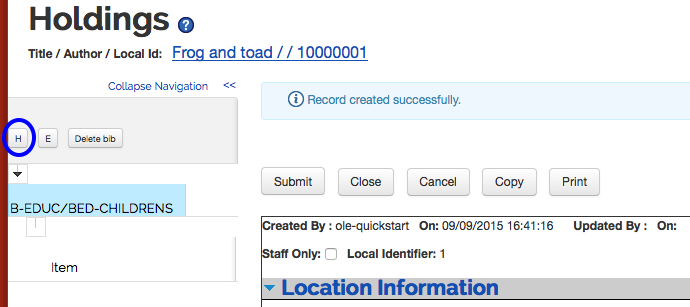 Holdings ?
Title / Author / Local Id: Frog and toad / / 10000001
Collapse Navigation <<
Record created successfully.
H E Delete bib
Submit Close Cancel Copy Print
B-EDUC/BED-CHILDRENS
Created By : ole-quickstart On: 09/09/2015 16:41:16 Updated By : On:
Staff Only: Local Identifier: 1
Item
Location Information